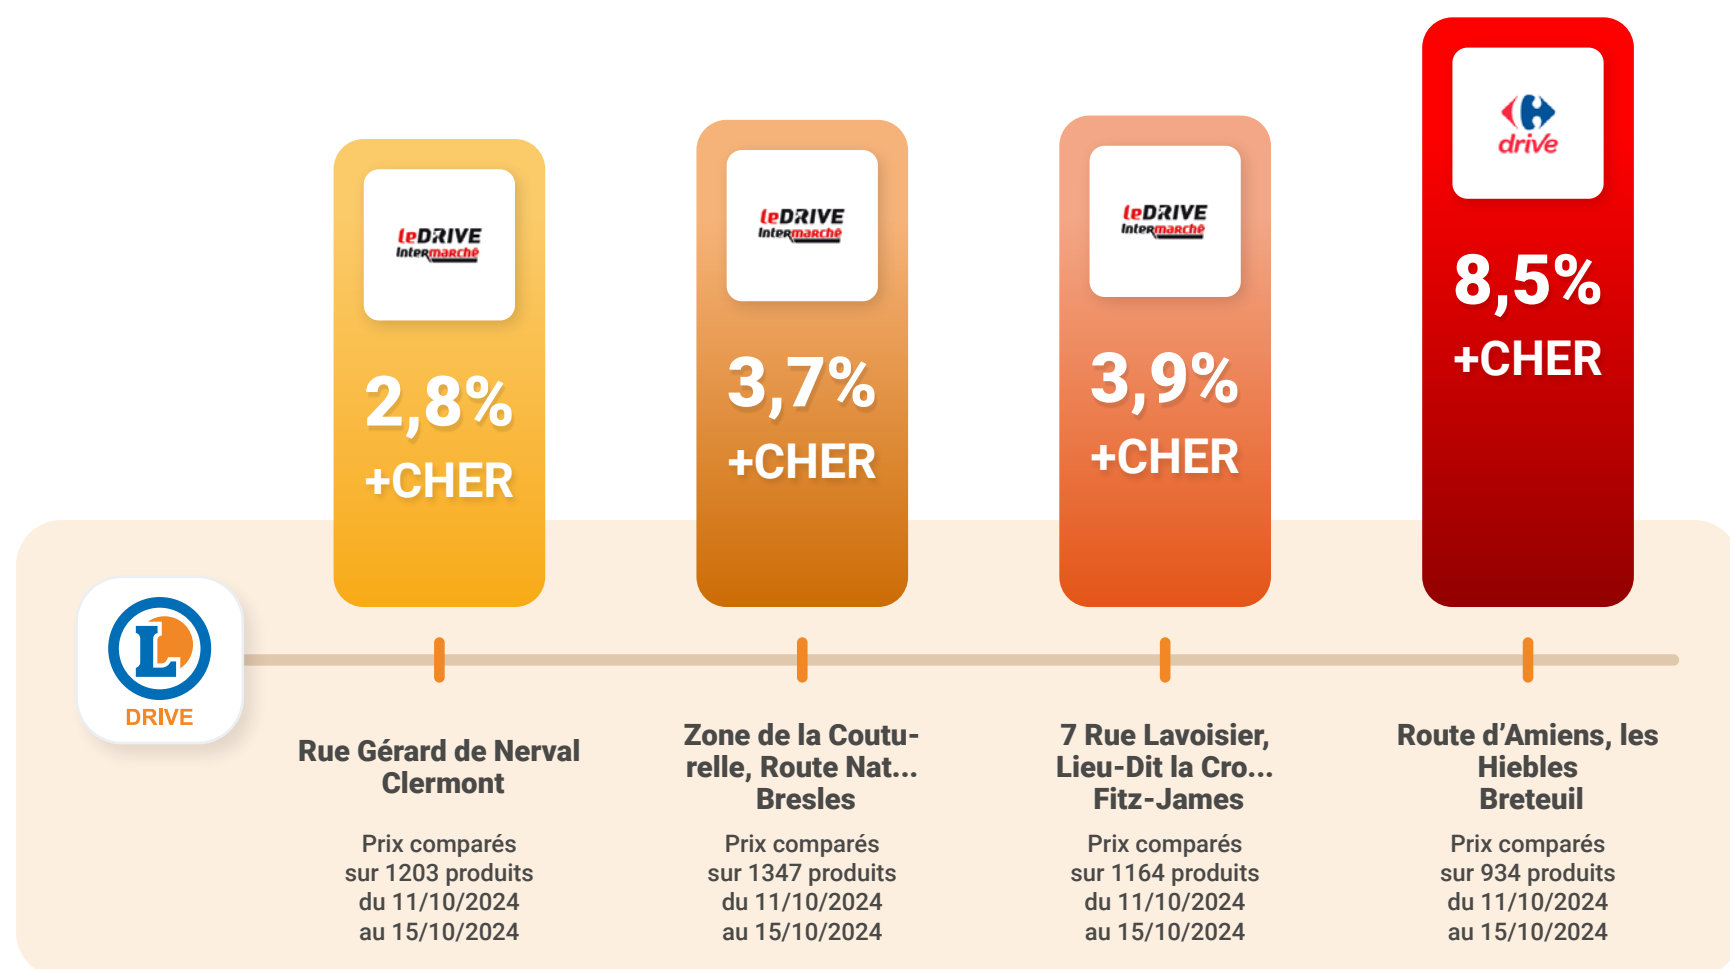 leDRIVE
Intermarché
2,8%
+CHER
leDRIVE
Intermarché
3,7%
+CHER
leDRIVE
Intermarché
3,9%
+CHER
drive
8,5%
+CHER
L
DRIVE
Rue Gérard de Nerval
Clermont
Prix comparés
sur 1203 produits
du 11/10/2024
au 15/10/2024
Zone de la Coutu-
relle, Route Nat...
Bresles
Prix comparés
sur 1347 produits
du 11/10/2024
au 15/10/2024
7 Rue Lavoisier,
Lieu-Dit la Cro...
Fitz-James
Prix comparés
sur 1164 produits
du 11/10/2024
au 15/10/2024
Route d’Amiens, les
Hiebles
Breteuil
Prix comparés
sur 934 produits
du 11/10/2024
au 15/10/2024